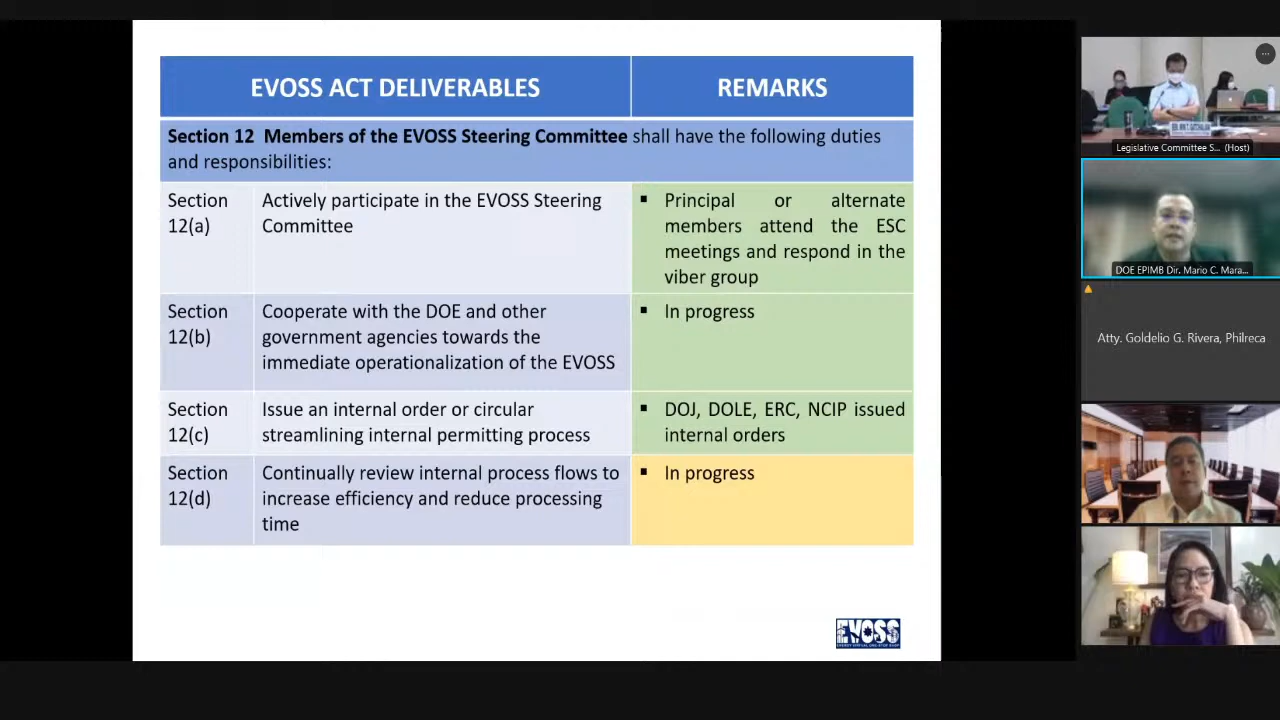 EVOSS ACT DELIVERABLES
REMARKS
Section 12 Members of the EVOSS Steering Committee shall have the following duties
and responsibilities:
Section
12(a)
Actively participate in the EVOSS Steering
Committee
▪ Principal or alternate
members attend the ESC
meetings and respond in the
viber group
Section
12(b)
Cooperate with the DOE and other
government agencies towards the
immediate operationalization of the EVOSS
▪ In progress
Section
12(c)
Issue an internal order or circular
streamlining internal permitting process
▪ DOJ, DOLE, ERC, NCIP issued
internal orders
Section
12(d)
Continually review internal process flows to
increase efficiency and reduce processing
time
▪ In progress
EVOSS
ENERGY VIRTUAL ONE STOP SHOP
Legislative Committee S... (Host)
DOE EPIMB Dir. Mario C. Mara...
Atty. Goldelio G. Rivera, Philreca